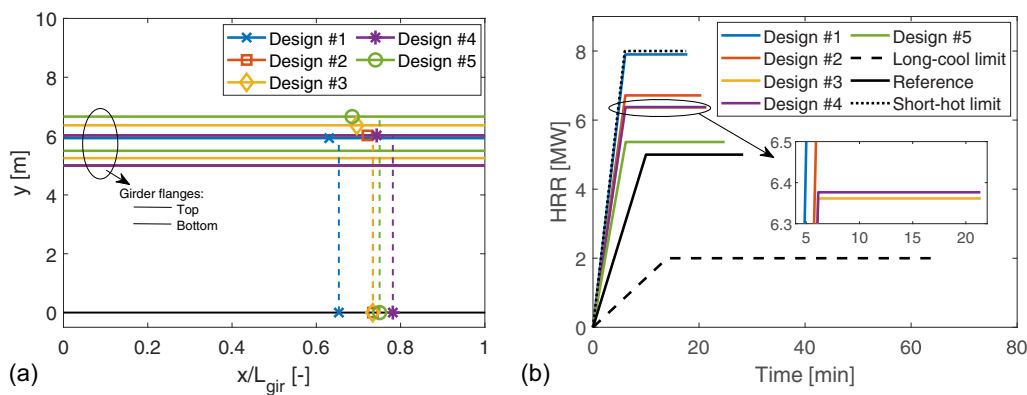 10
8
6
4
2
0
y [m]
Design #1
Design #2
Design #3
Design #4
Design #5
Girder flanges:
Top
Bottom
0
0.2
0.4
0.6
0.8
1
x/L_gir [-]
(a)
8
6
4
2
0
HRR [MW]
Design #1
Design #2
Design #3
Design #4
Design #5
Long-cool limit
Reference
Short-hot limit
6.5
6.4
6.3
5
10
15
20
0
20
40
60
80
Time [min]
(b)